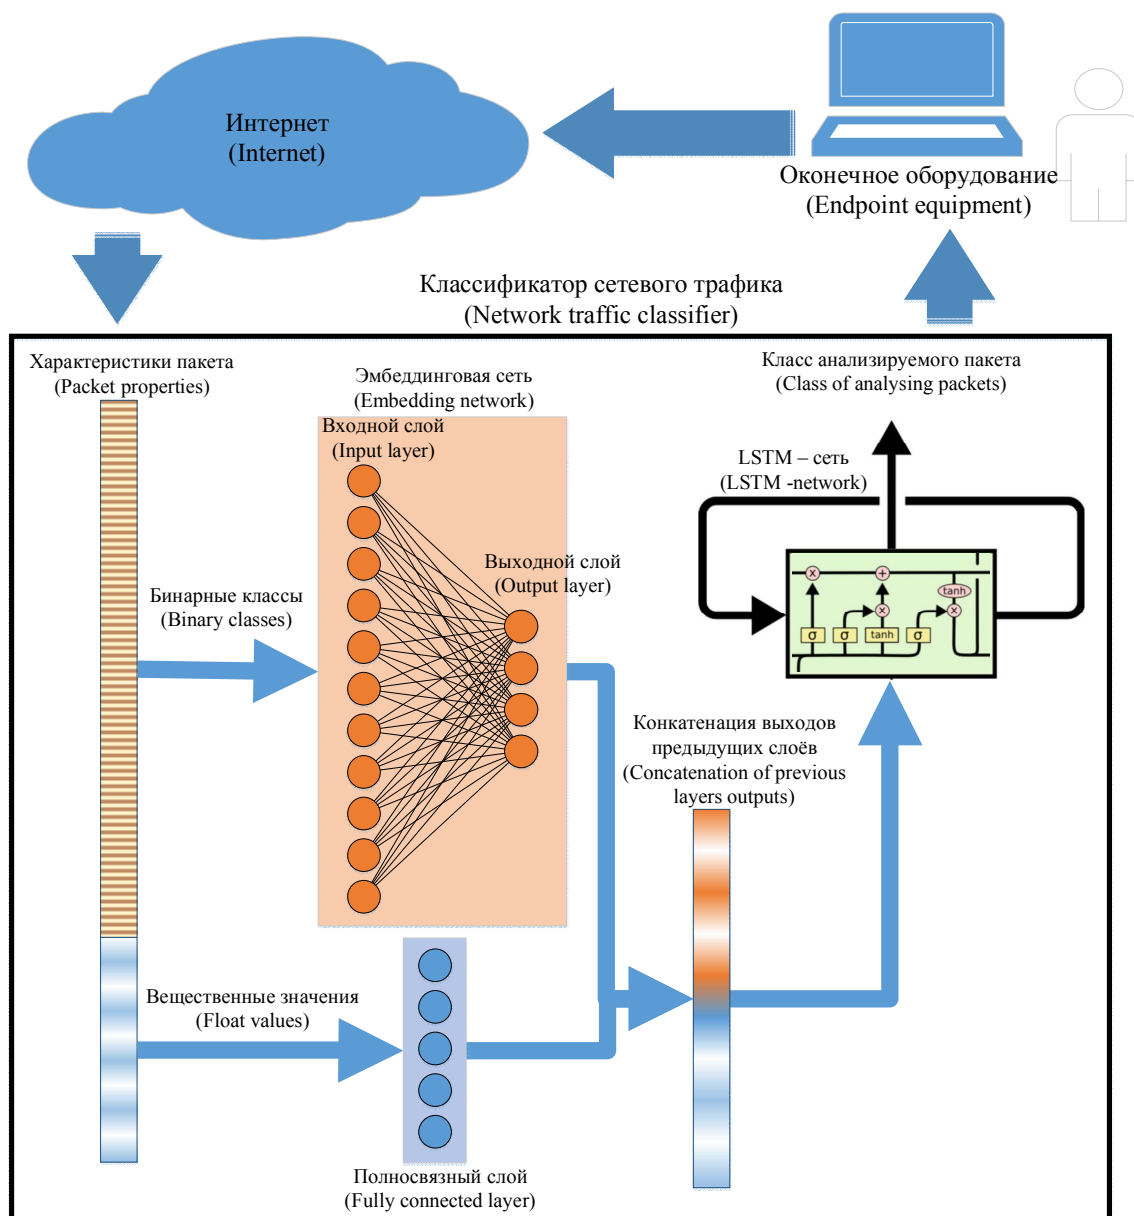 Интернет
(Internet)
Оконечное оборудование
(Endpoint equipment)
Классификатор сетевого трафика
(Network traffic classifier)
Характеристики пакета
(Packet properties)
Эмбеддинговая сеть
(Embedding network)
Входной слой
(Input layer)
Класс анализируемого пакета
(Class of analysing packets)
LSTM – сеть
(LSTM -network)
Выходной слой
(Output layer)
Бинарные классы
(Binary classes)
x
+
tanh
x
x
σ
σ
tanh
σ
Конкатенация выходов
предыдущих слоёв
(Concatenation of previous
layers outputs)
Вещественные значения
(Float values)
Полносвязный слой
(Fully connected layer)